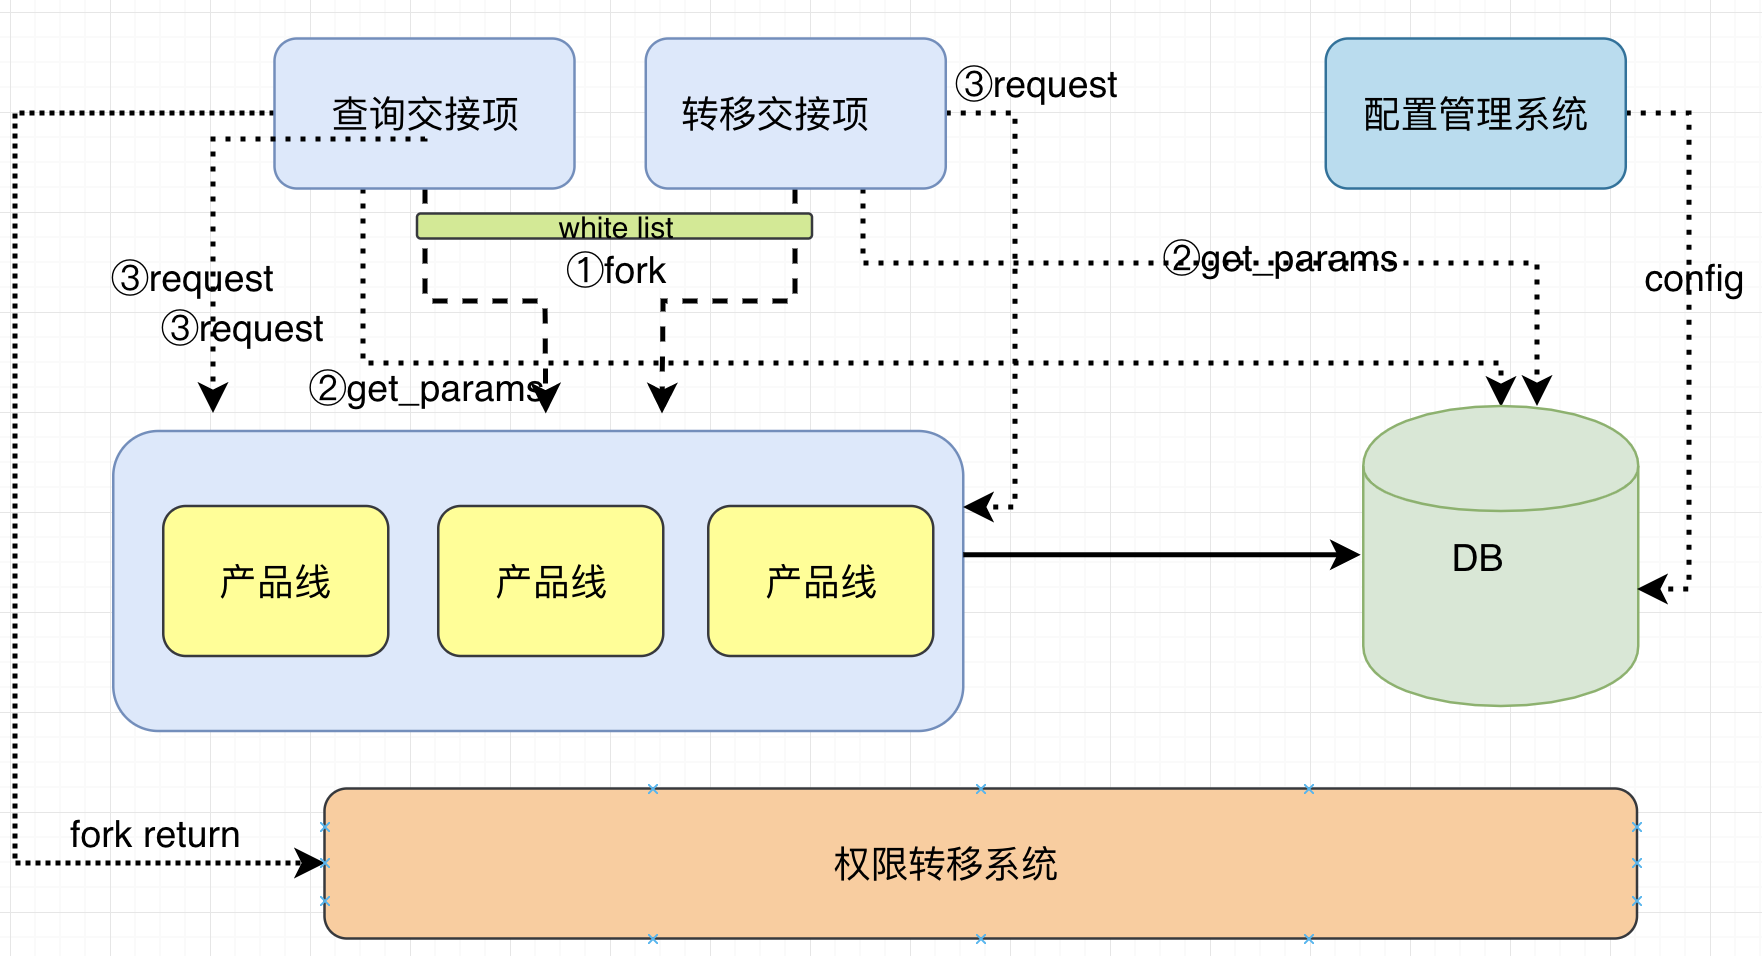 查询交接项
转移交接项
③request
配置管理系统
white list
①fork
②get_params
config
③request
③request
②get_params
产品线
产品线
产品线
DB
fork return
权限转移系统